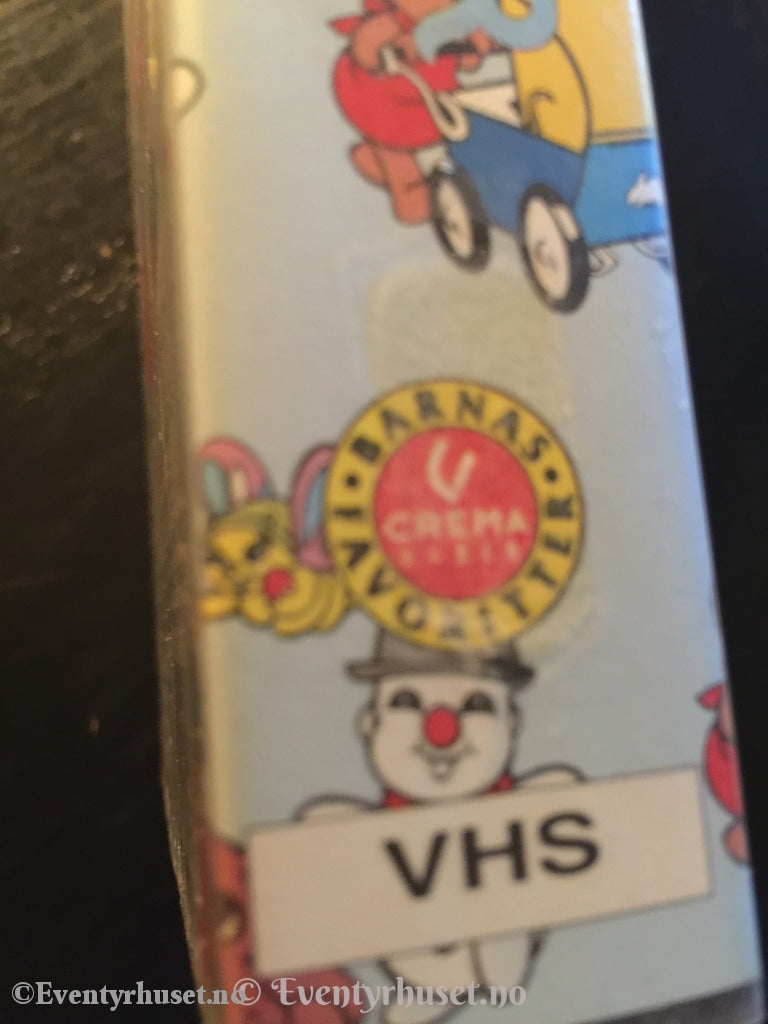 BARNAS
CREMA
FAVORITTER
VHS
©Eventyrhuset.no
© Eventyrhuset.no